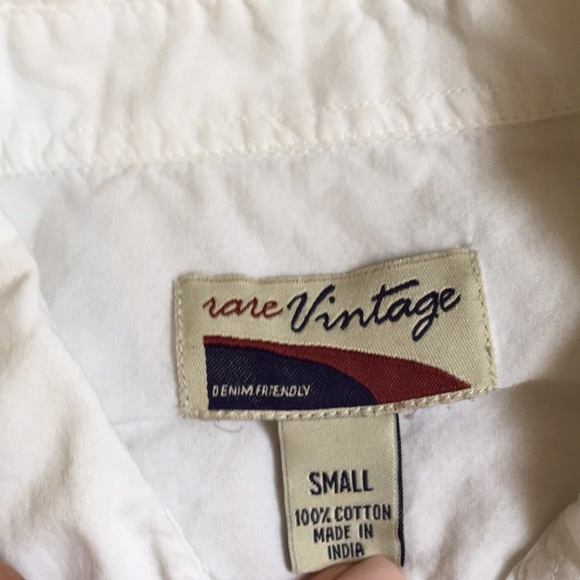 rare Vintage
DENIM FRIENDLY
SMALL
100% COTTON
MADE IN
INDIA